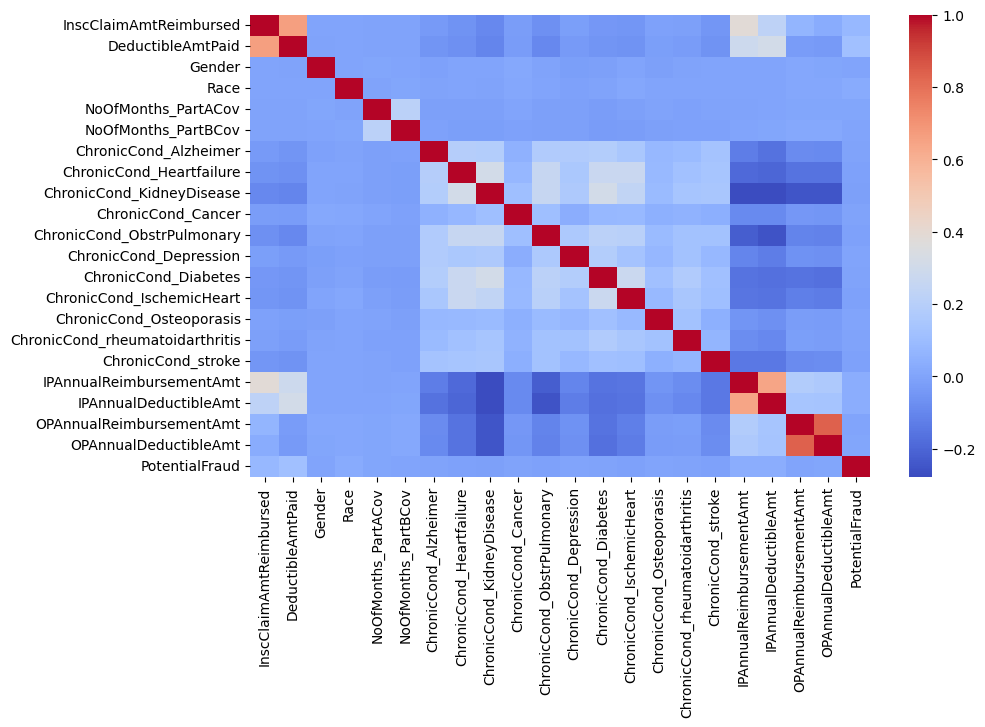 InscClaimAmtReimbursed
DeductibleAmtPaid
Gender
Race
NoOfMonths_PartACov
NoOfMonths_PartBCov
ChronicCond_Alzheimer
ChronicCond_Heartfailure
ChronicCond_KidneyDisease
ChronicCond_Cancer
ChronicCond_ObstrPulmonary
ChronicCond_Depression
ChronicCond_Diabetes
ChronicCond_IschemicHeart
ChronicCond_Osteoporasis
ChronicCond_rheumatoidarthritis
ChronicCond_stroke
IPAnnualReimbursementAmt
IPAnnualDeductibleAmt
OPAnnualReimbursementAmt
OPAnnualDeductibleAmt
PotentialFraud
InscClaimAmtReimbursed
DeductibleAmtPaid
Gender
Race
NoOfMonths_PartACov
NoOfMonths_PartBCov
ChronicCond_Alzheimer
ChronicCond_Heartfailure
ChronicCond_KidneyDisease
ChronicCond_Cancer
ChronicCond_ObstrPulmonary
ChronicCond_Depression
ChronicCond_Diabetes
ChronicCond_IschemicHeart
ChronicCond_Osteoporasis
ChronicCond_rheumatoidarthritis
ChronicCond_stroke
IPAnnualReimbursementAmt
IPAnnualDeductibleAmt
OPAnnualReimbursementAmt
OPAnnualDeductibleAmt
PotentialFraud
1.0
0.8
0.6
0.4
0.2
0.0
−0.2